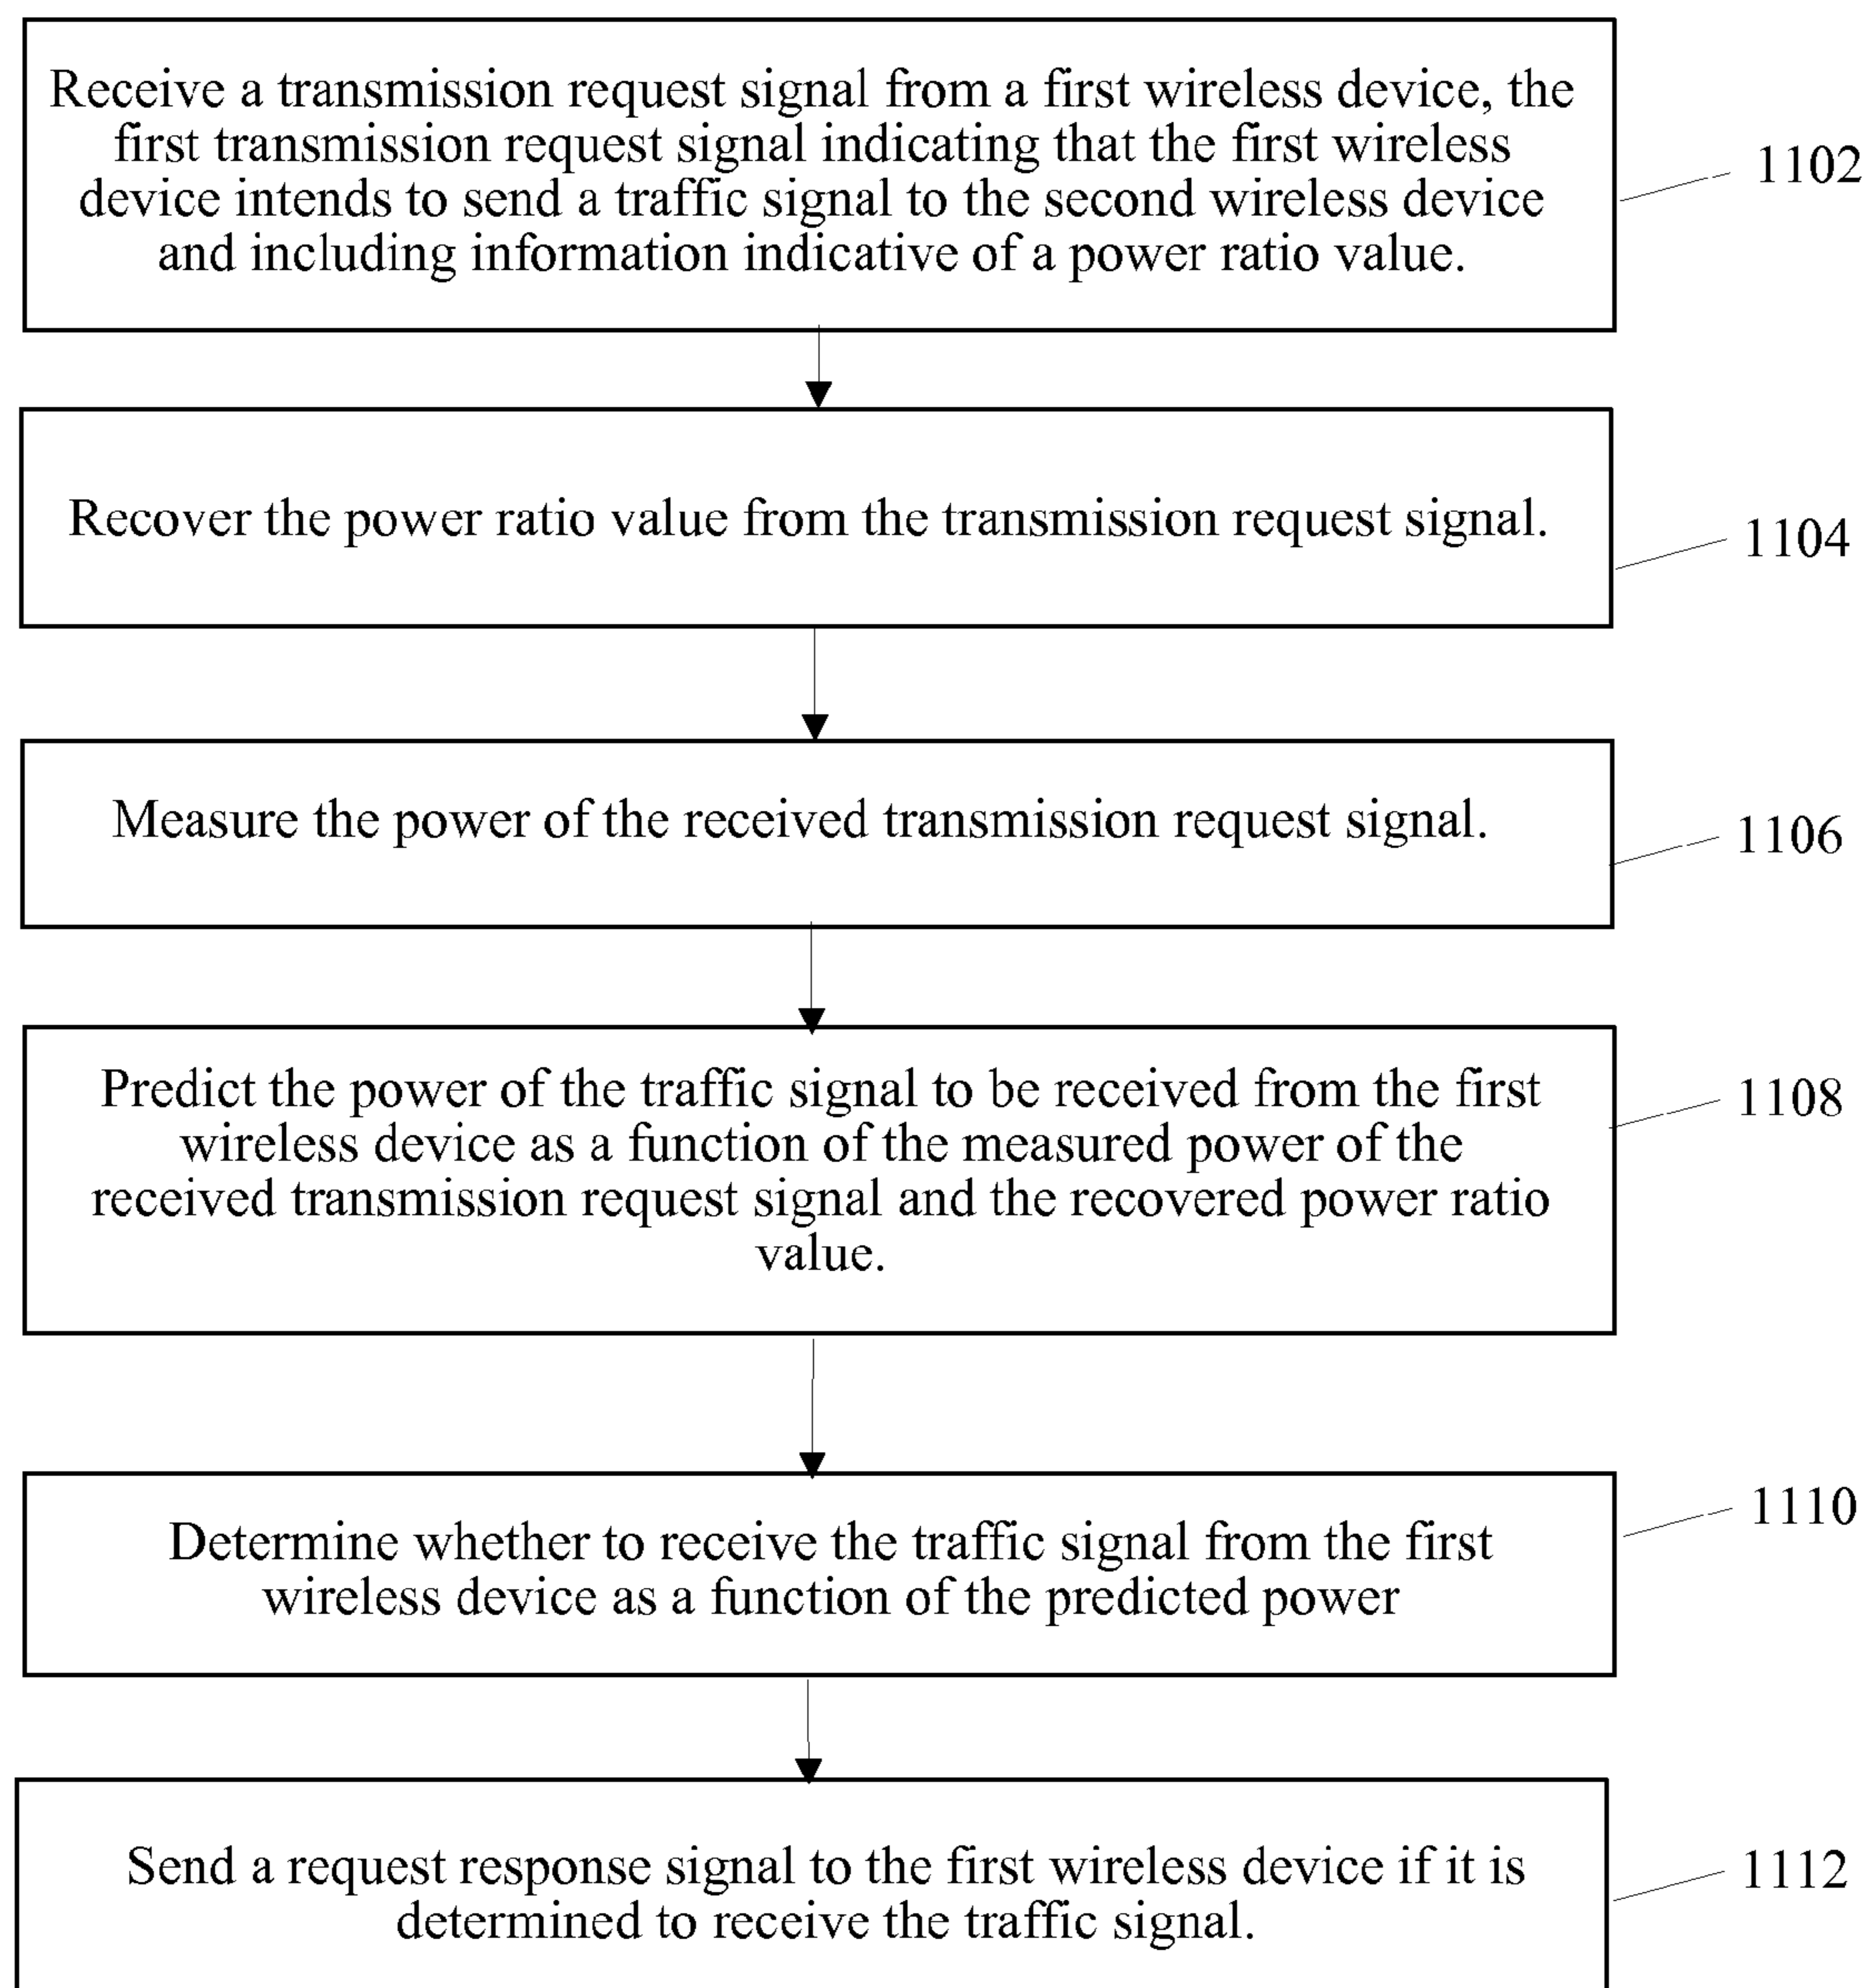 Receive a transmission request signal from a first wireless device, the
first transmission request signal indicating that the first wireless
device intends to send a traffic signal to the second wireless device
and including information indicative of a power ratio value.
1102
Recover the power ratio value from the transmission request signal.
1104
Measure the power of the received transmission request signal.
1106
Predict the power of the traffic signal to be received from the first
wireless device as a function of the measured power of the
received transmission request signal and the recovered power ratio
value.
1108
Determine whether to receive the traffic signal from the first
wireless device as a function of the predicted power
1110
Send a request response signal to the first wireless device if it is
determined to receive the traffic signal.
1112